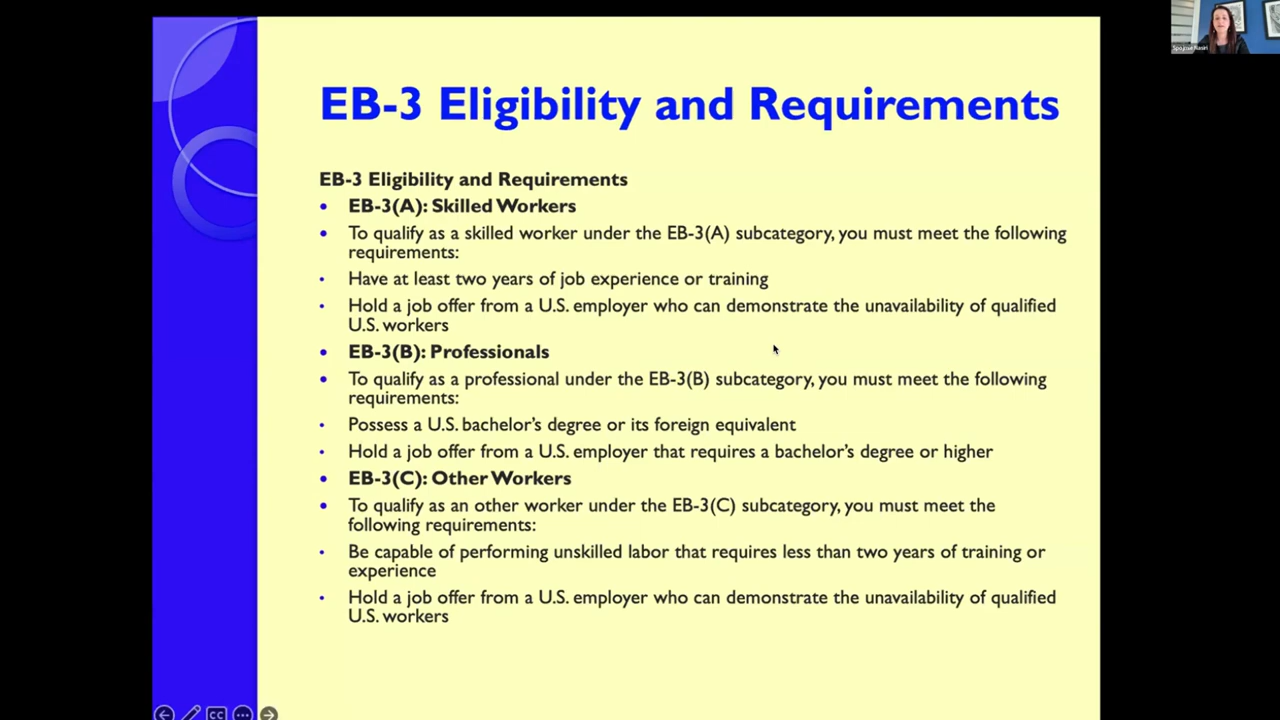 EB-3 Eligibility and Requirements
EB-3 Eligibility and Requirements
• EB-3(A): Skilled Workers
• To qualify as a skilled worker under the EB-3(A) subcategory, you must meet the following
requirements:
• Have at least two years of job experience or training
• Hold a job offer from a U.S. employer who can demonstrate the unavailability of qualified
U.S. workers
• EB-3(B): Professionals
• To qualify as a professional under the EB-3(B) subcategory, you must meet the following
requirements:
• Possess a U.S. bachelor’s degree or its foreign equivalent
• Hold a job offer from a U.S. employer that requires a bachelor’s degree or higher
• EB-3(C): Other Workers
• To qualify as an other worker under the EB-3(C) subcategory, you must meet the
following requirements:
• Be capable of performing unskilled labor that requires less than two years of training or
experience
• Hold a job offer from a U.S. employer who can demonstrate the unavailability of qualified
U.S. workers
CC